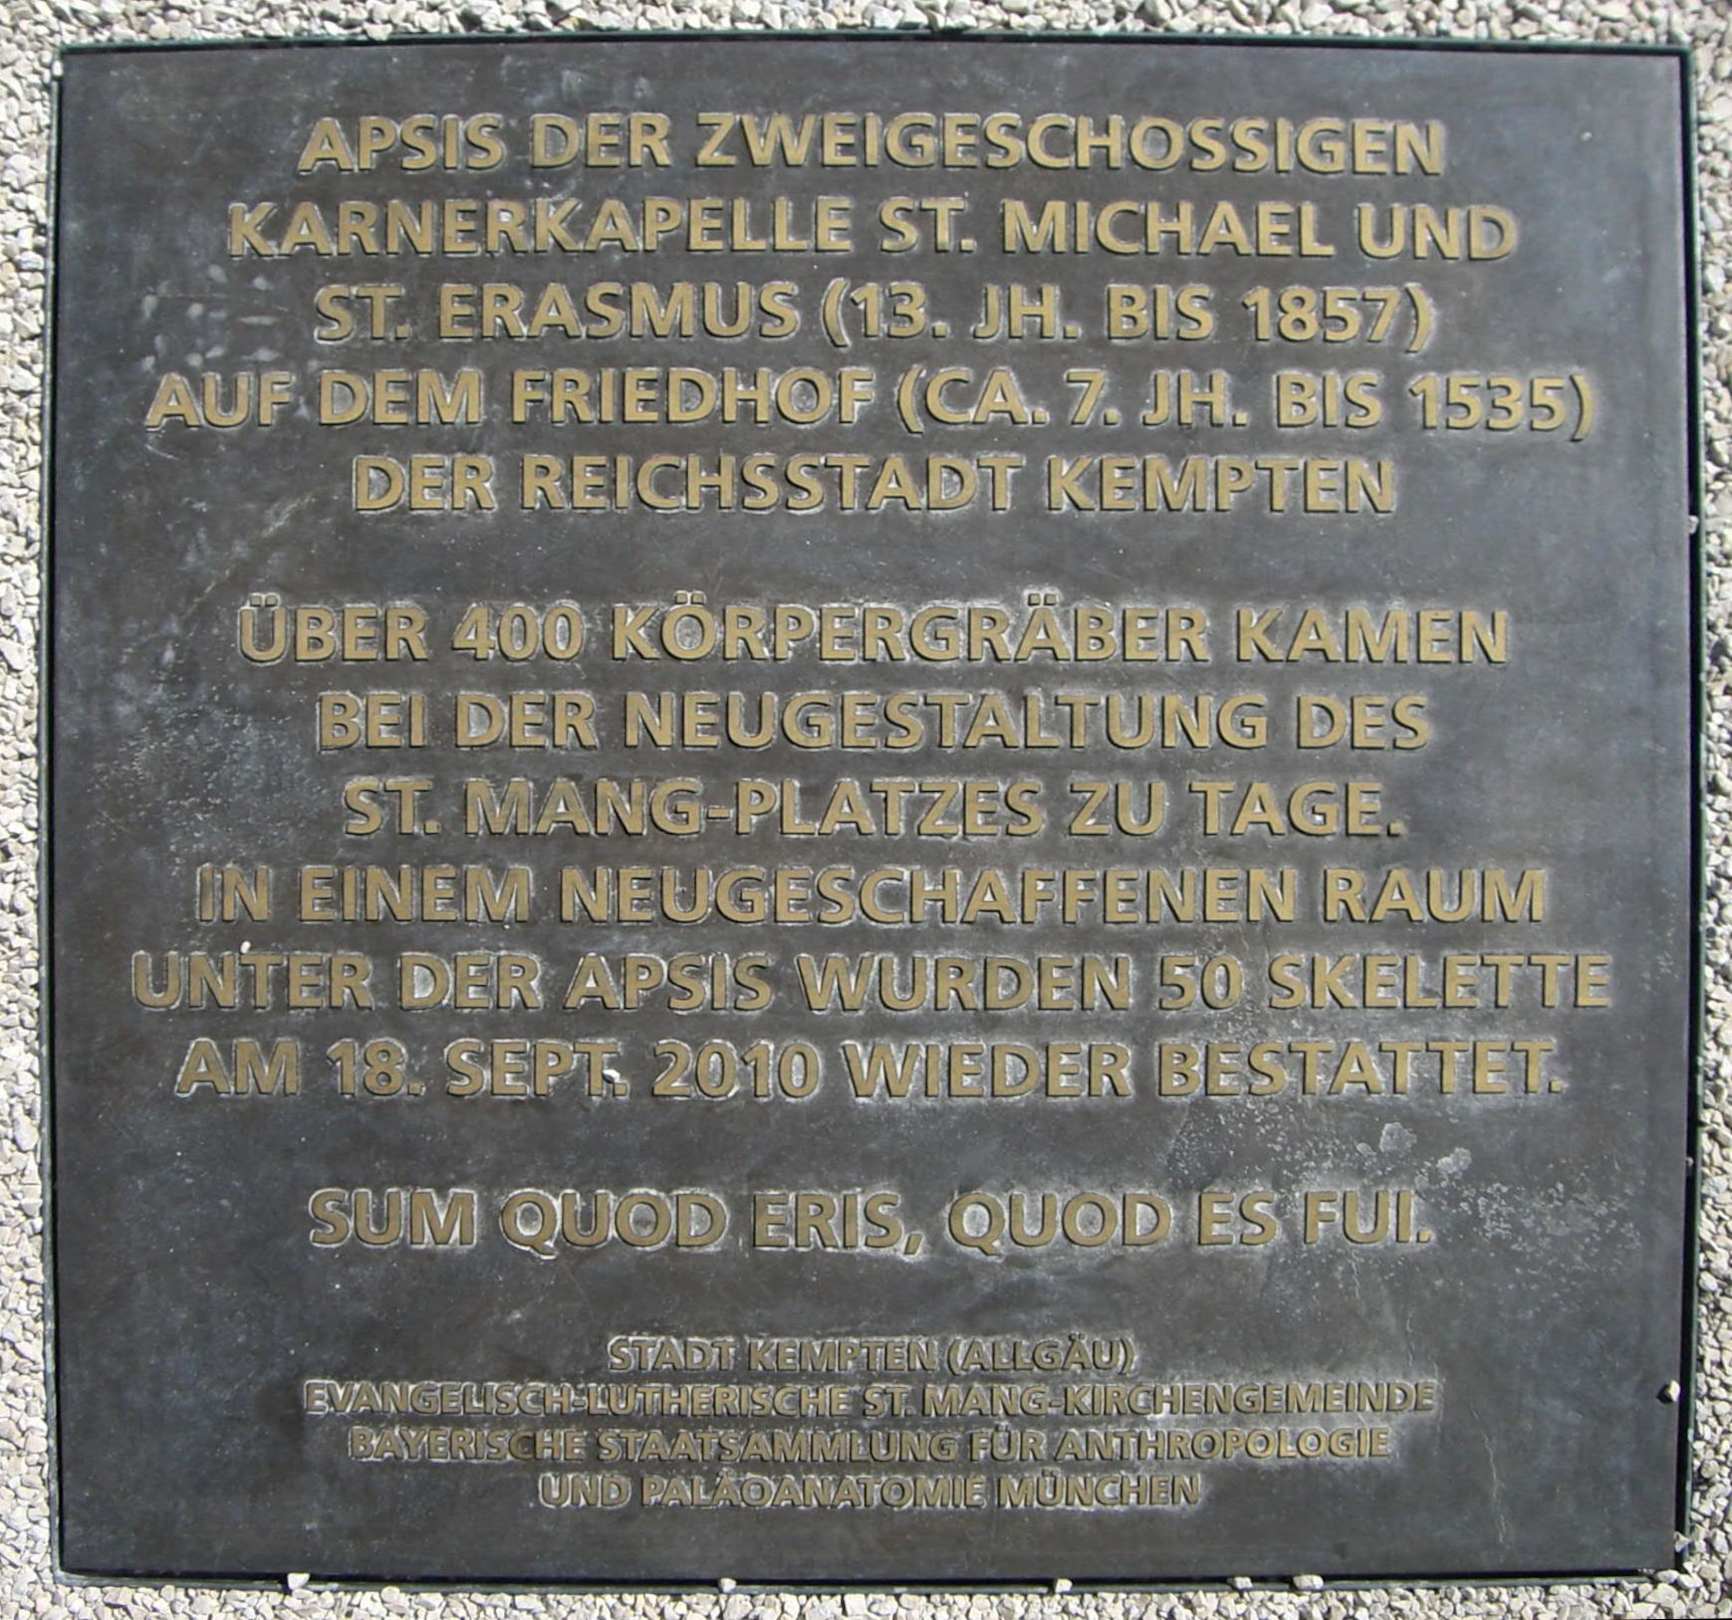 APSIS DER ZWEIGESCHOSSIGEN
KARNERKAPELLE ST. MICHAEL UND
ST. ERASMUS (13. JH. BIS 1857)
AUF DEM FRIEDHOF (CA. 7. JH. BIS 1535)
DER REICHSSTADT KEMPTEN
ÜBER 400 KÖRPERGRÄBER KAMEN
BEI DER NEUGESTALTUNG DES
ST. MANG-PLATZES ZU TAGE.
IN EINEM NEUGESCHAFFENEN RAUM
UNTER DER APSIS WURDEN 50 SKELETTE
AM 18. SEPT. 2010 WIEDER BESTATTET.
SUM QUOD ERIS, QUOD ES FUI.
STADT KEMPTEN (ALLGÄU)
EVANGELISCH-LUTHERISCHE ST. MANG-KIRCHENGEMEINDE
BAYERISCHE STAATSSAMMLUNG FÜR ANTHROPOLOGIE
UND PALÄOANATOMIE MÜNCHEN